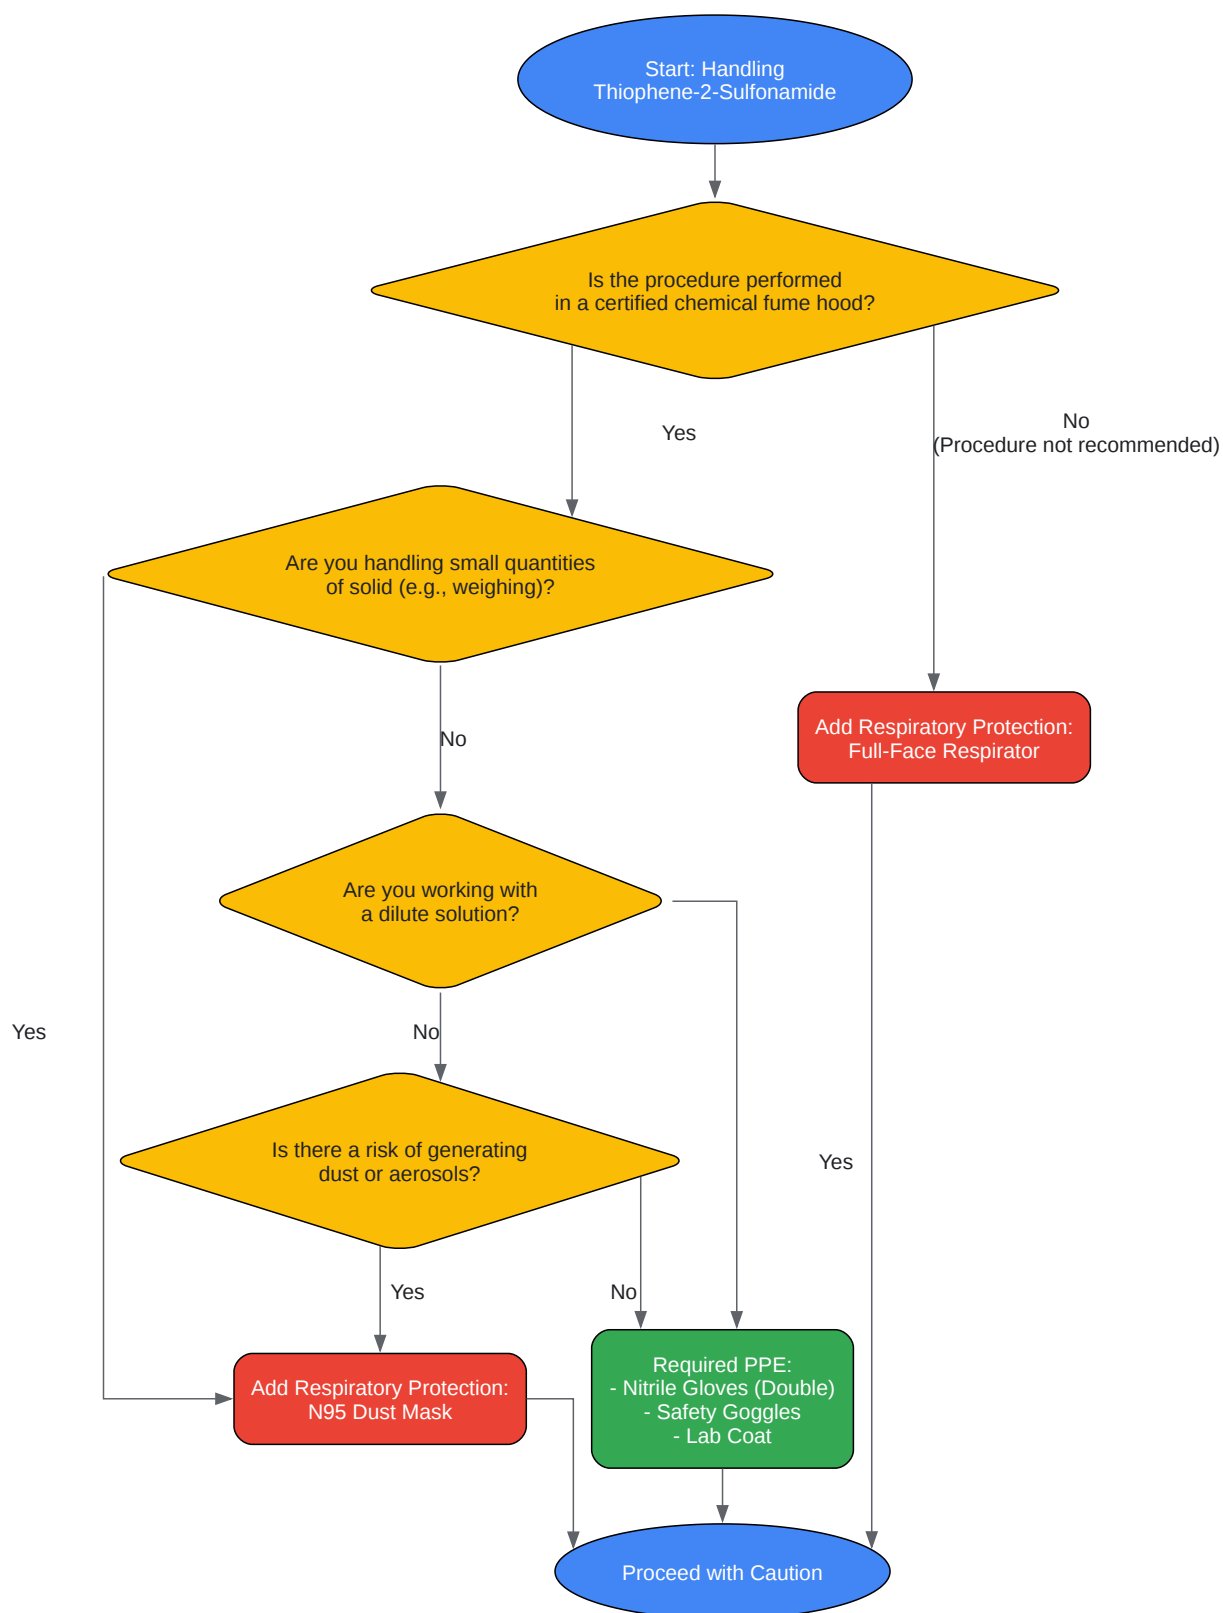 Start: Handling
Thiophene-2-Sulfonamide
Is the procedure performed
in a certified chemical fume hood?
Yes
No
(Procedure not recommended)
Are you handling small quantities
of solid (e.g., weighing)?
No
Add Respiratory Protection:
Full-Face Respirator
Are you working with
a dilute solution?
Yes
No
Is there a risk of generating
dust or aerosols?
Yes
Yes
No
Add Respiratory Protection:
N95 Dust Mask
Required PPE:
- Nitrile Gloves (Double)
- Safety Goggles
- Lab Coat
Proceed with Caution